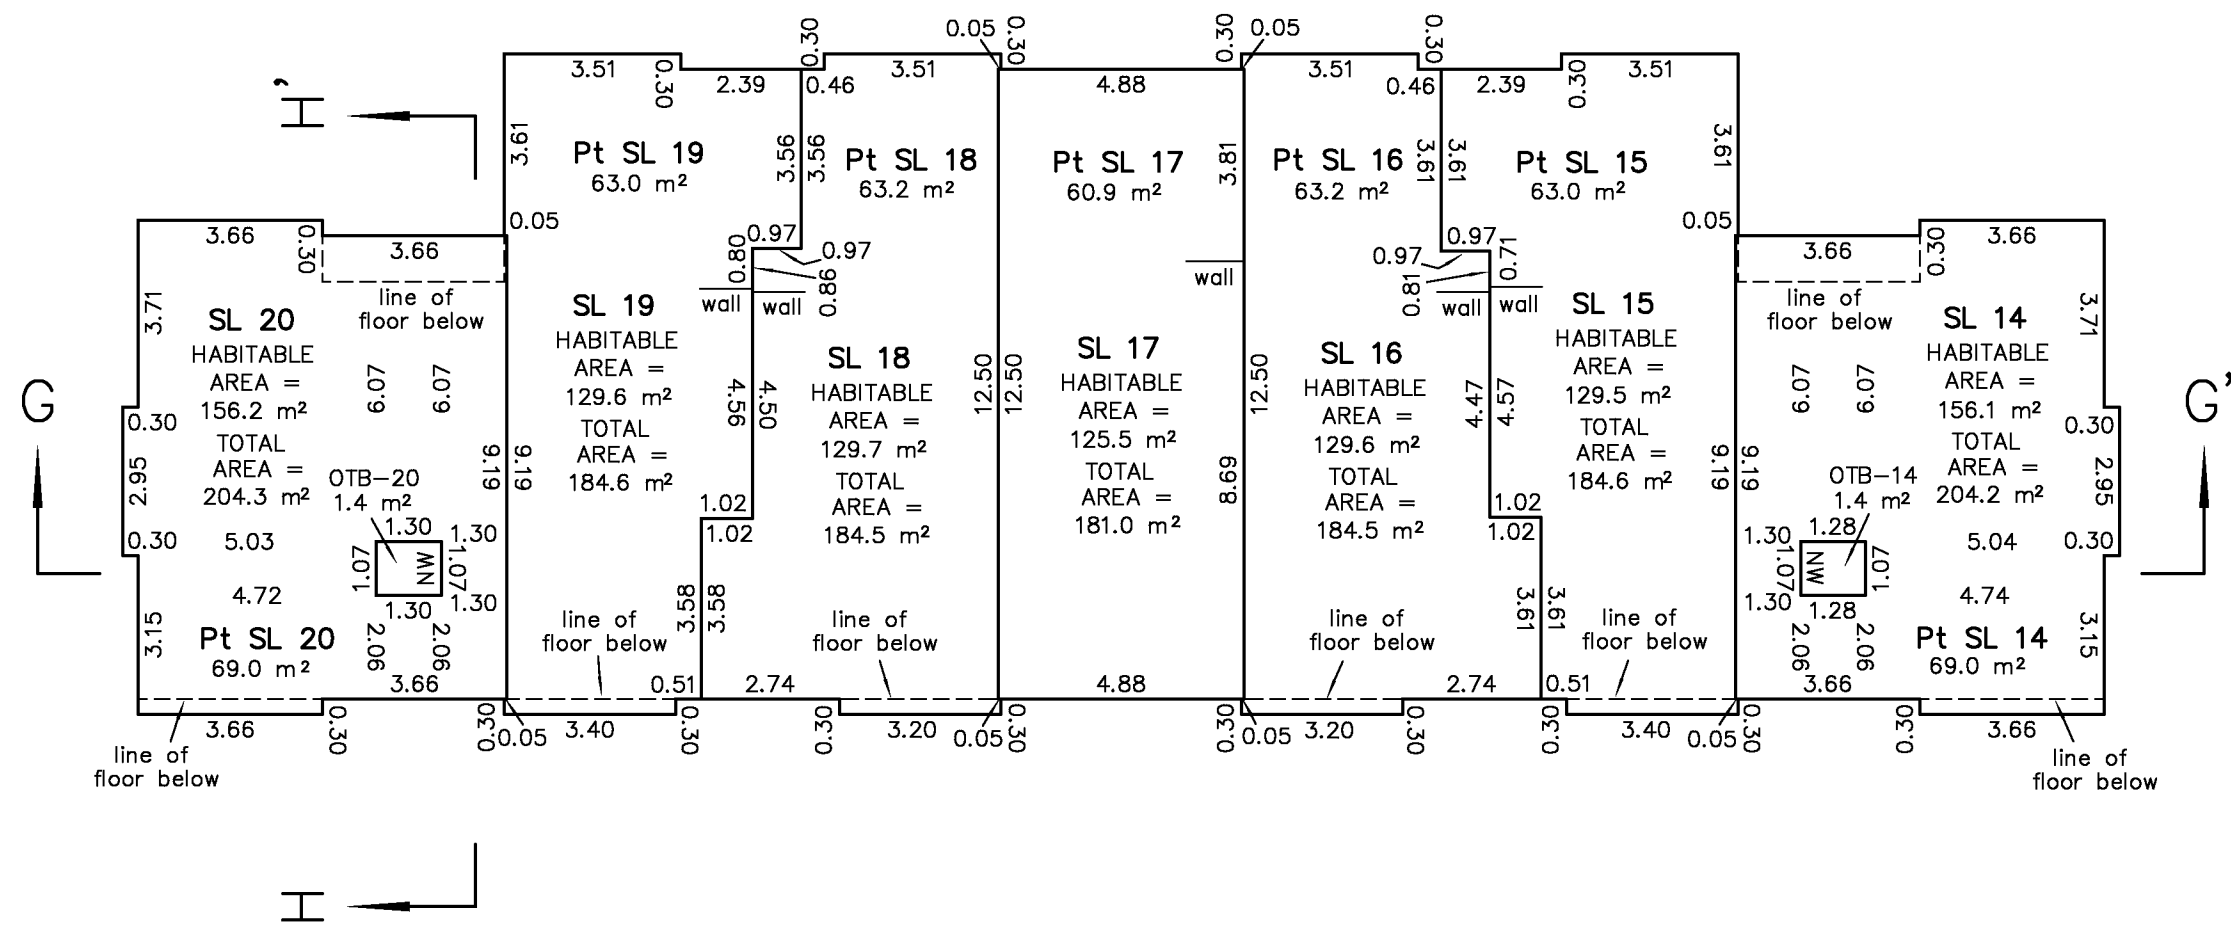 0.05
0.30
0.30
0.30
0.05
0.30
3.51
0.30
2.39
0.46
3.51
4.88
3.51
0.46
2.39
0.30
3.51
H'
3.61
Pt SL 19
63.0 m²
3.56
3.56
Pt SL 18
63.2 m²
Pt SL 17
60.9 m²
3.81
Pt SL 16
63.2 m²
3.61
3.61
Pt SL 15
63.0 m²
3.61
0.05
0.97
0.97
0.80
0.86
wall
wall
wall
0.97
0.97
0.71
0.81
wall
wall
0.05
3.66
0.30
3.66
line of
floor below
3.66
0.30
3.66
line of
floor below
3.71
SL 20
HABITABLE
AREA =
156.2 m²
TOTAL
AREA =
204.3 m²
6.07
6.07
SL 19
HABITABLE
AREA =
129.6 m²
TOTAL
AREA =
184.6 m²
4.56
4.50
SL 18
HABITABLE
AREA =
129.7 m²
TOTAL
AREA =
184.5 m²
12.50
12.50
SL 17
HABITABLE
AREA =
125.5 m²
TOTAL
AREA =
181.0 m²
8.69
12.50
SL 16
HABITABLE
AREA =
129.6 m²
TOTAL
AREA =
184.5 m²
4.47
4.57
SL 15
HABITABLE
AREA =
129.5 m²
TOTAL
AREA =
184.6 m²
6.07
6.07
SL 14
HABITABLE
AREA =
156.1 m²
TOTAL
AREA =
204.2 m²
3.71
G
G'
0.30
2.95
0.30
9.19
9.19
9.19
9.19
0.30
2.95
0.30
OTB-20
1.4 m²
1.30
1.30
1.07
NW
1.07
1.30
1.30
5.03
4.72
3.15
Pt SL 20
69.0 m²
2.06
2.06
3.66
1.02
1.02
3.58
3.58
line of
floor below
0.51
2.74
line of
floor below
4.88
line of
floor below
2.74
1.02
1.02
3.61
3.61
0.51
line of
floor below
OTB-14
1.4 m²
1.30
1.28
1.07
NW
1.07
1.30
1.28
5.04
4.74
2.06
2.06
3.66
Pt SL 14
69.0 m²
3.15
3.66
0.30
0.30
0.05
3.40
0.30
0.30
3.20
0.05
0.30
0.30
0.05
3.20
0.30
0.30
3.40
0.05
0.30
0.30
3.66
line of
floor below
line of
floor below
H